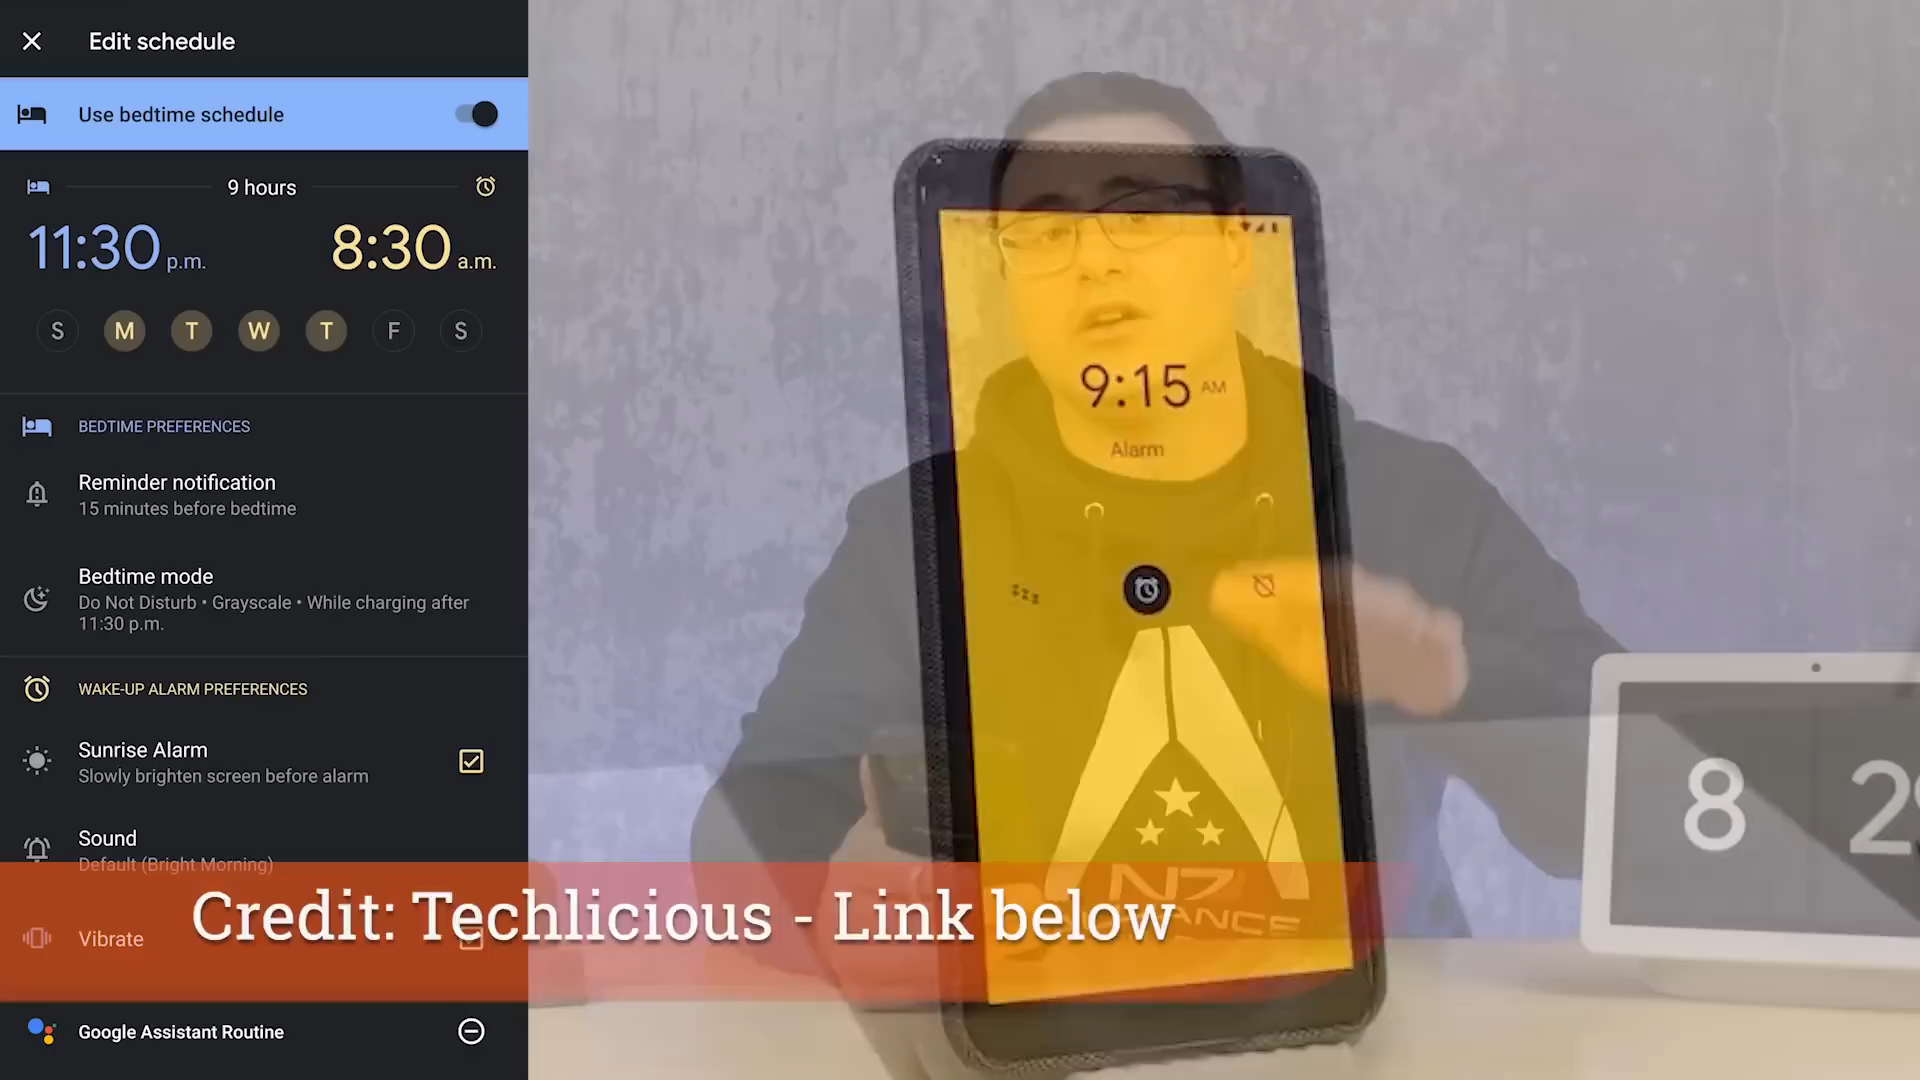 Edit schedule
Use bedtime schedule
9 hours
11:30 p.m.
8:30 a.m.
S M T W T F S
BEDTIME PREFERENCES
Reminder notification
15 minutes before bedtime
Bedtime mode
Do Not Disturb • Grayscale • While charging after
11:30 p.m.
WAKE-UP ALARM PREFERENCES
Sunrise Alarm
Slowly brighten screen before alarm
Sound
Default (Bright Morning)
Vibrate
Google Assistant Routine
Credit: Techlicious - Link below
9:15 AM
Alarm
zzz
N7
8